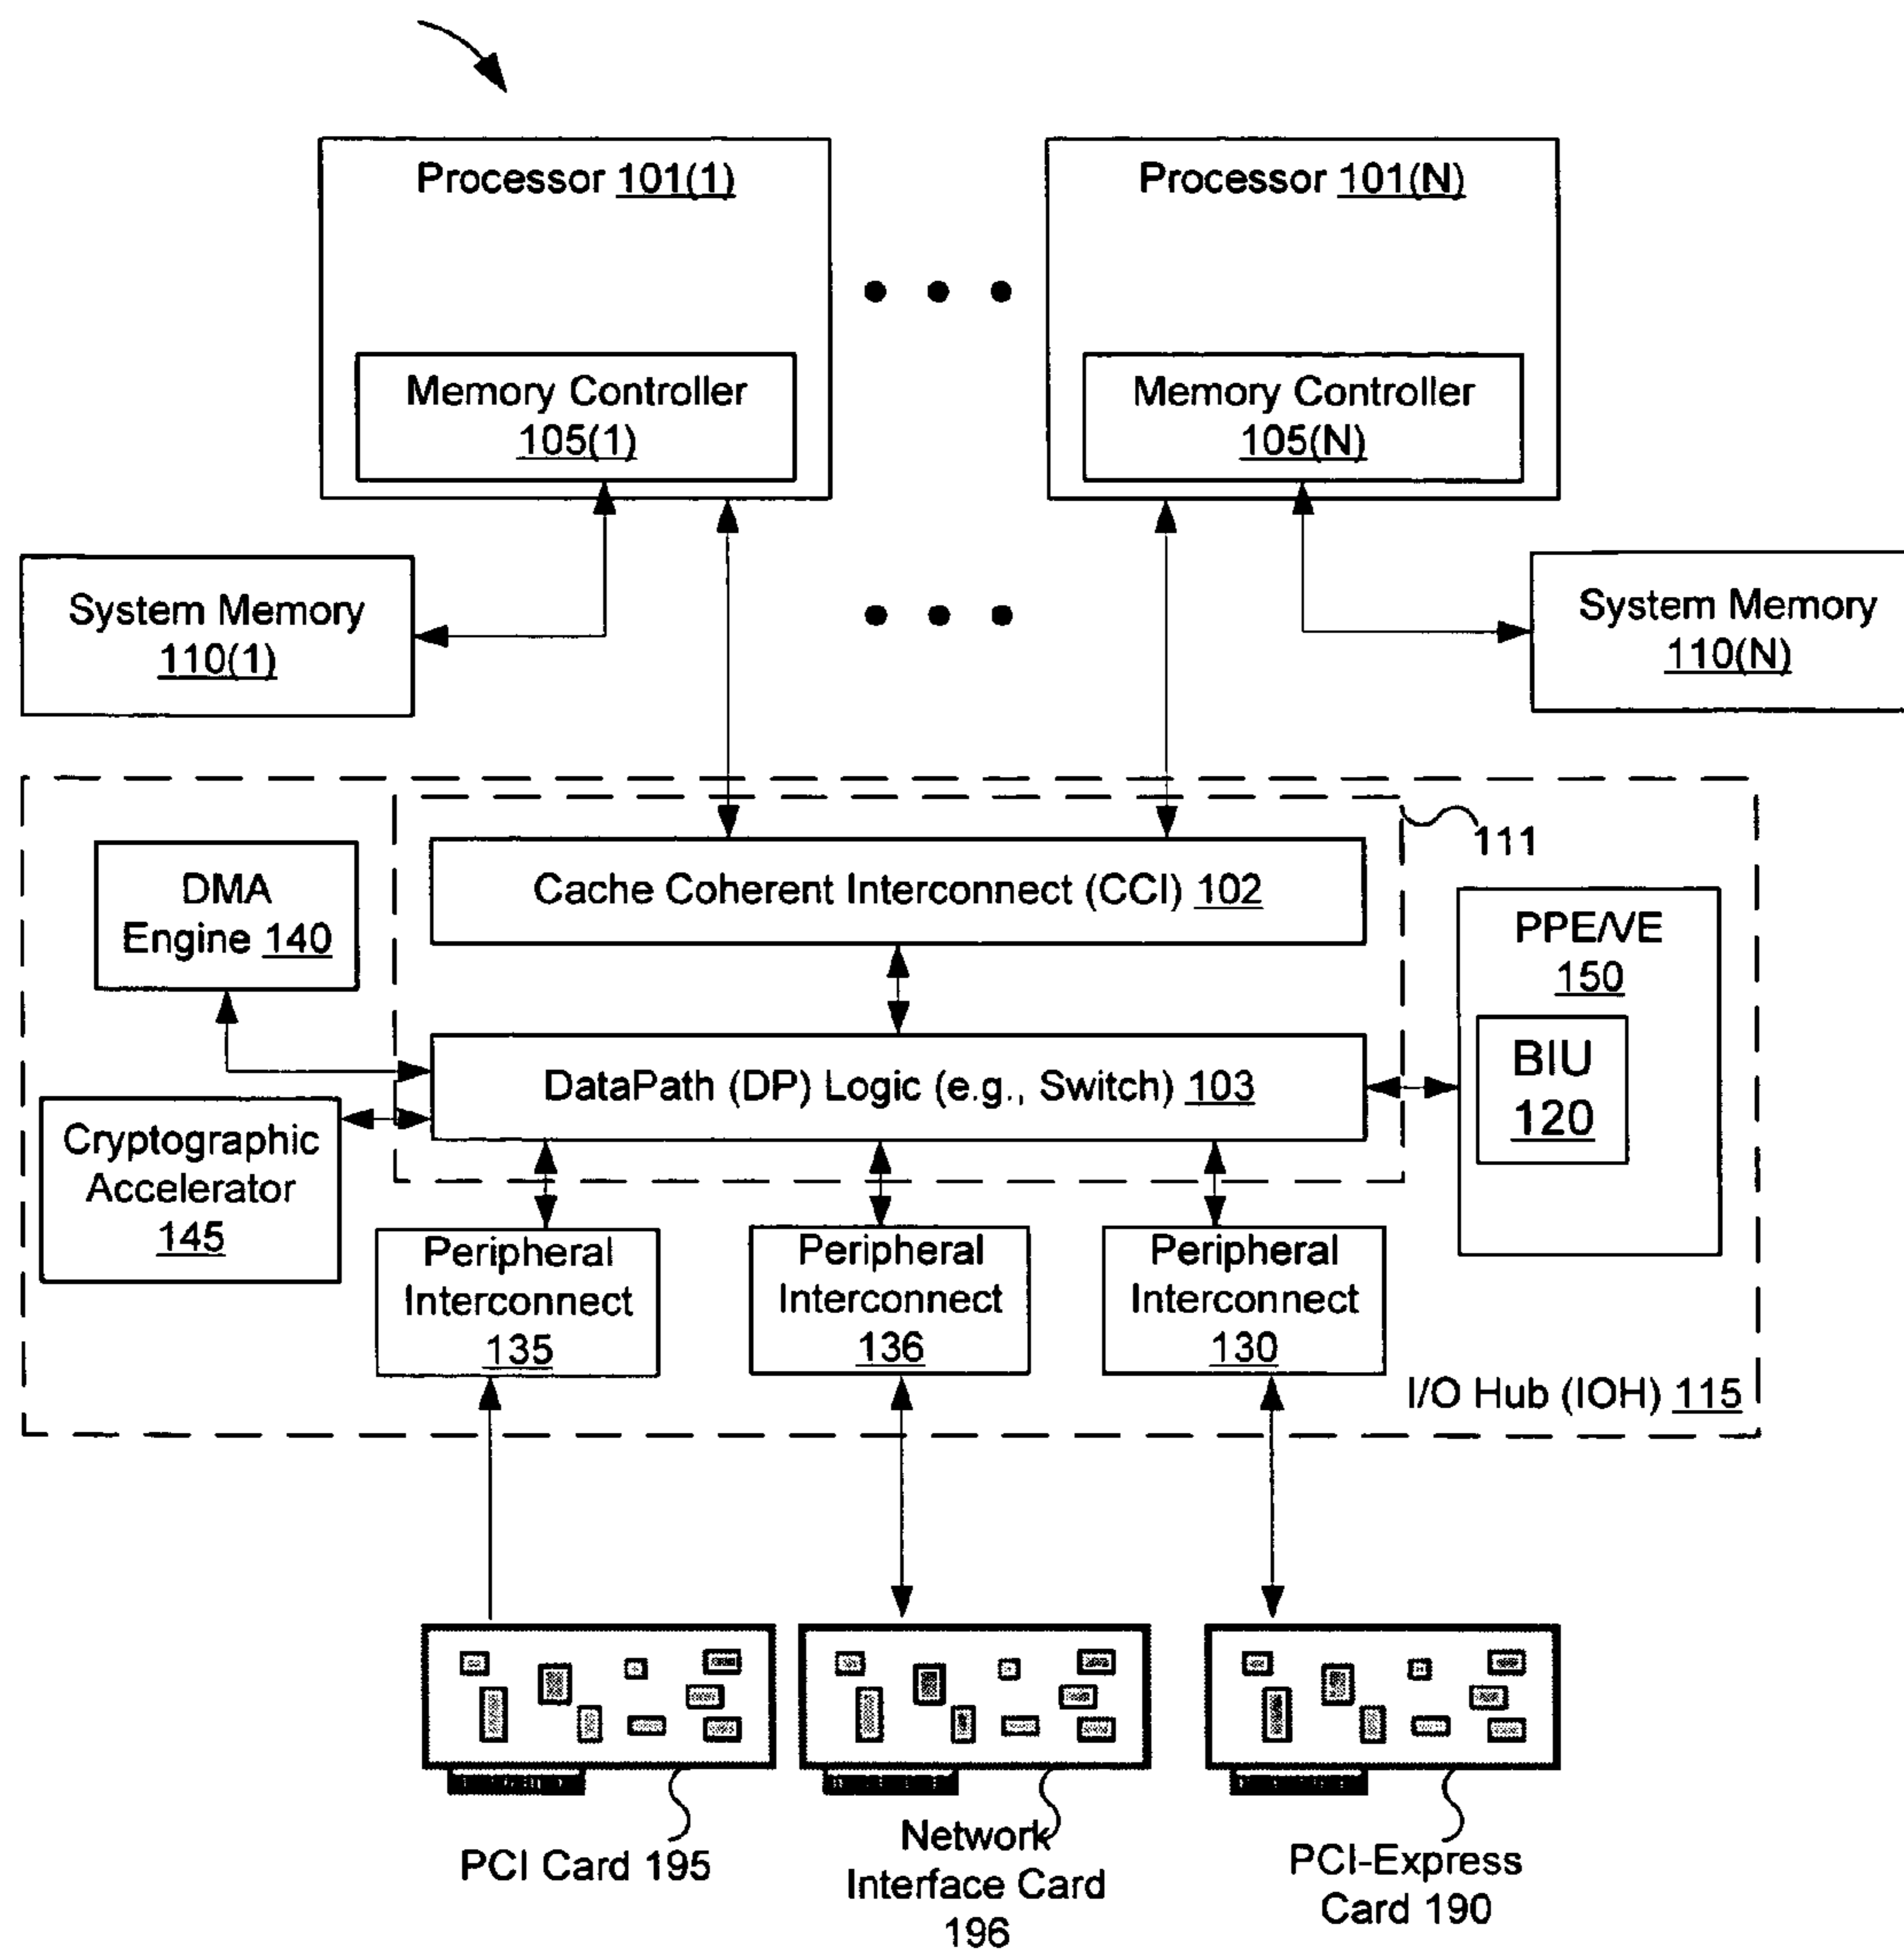 Processor 101(1)
Processor 101(N)
Memory Controller
105(1)
Memory Controller
105(N)
System Memory
110(1)
System Memory
110(N)
111
Cache Coherent Interconnect (CCI) 102
DMA
Engine 140
PPE/VE
150
BIU
120
DataPath (DP) Logic (e.g., Switch) 103
Cryptographic
Accelerator
145
Peripheral
Interconnect
135
Peripheral
Interconnect
136
Peripheral
Interconnect
130
I/O Hub (IOH) 115
PCI Card 195
Network
Interface Card
196
PCI-Express
Card 190